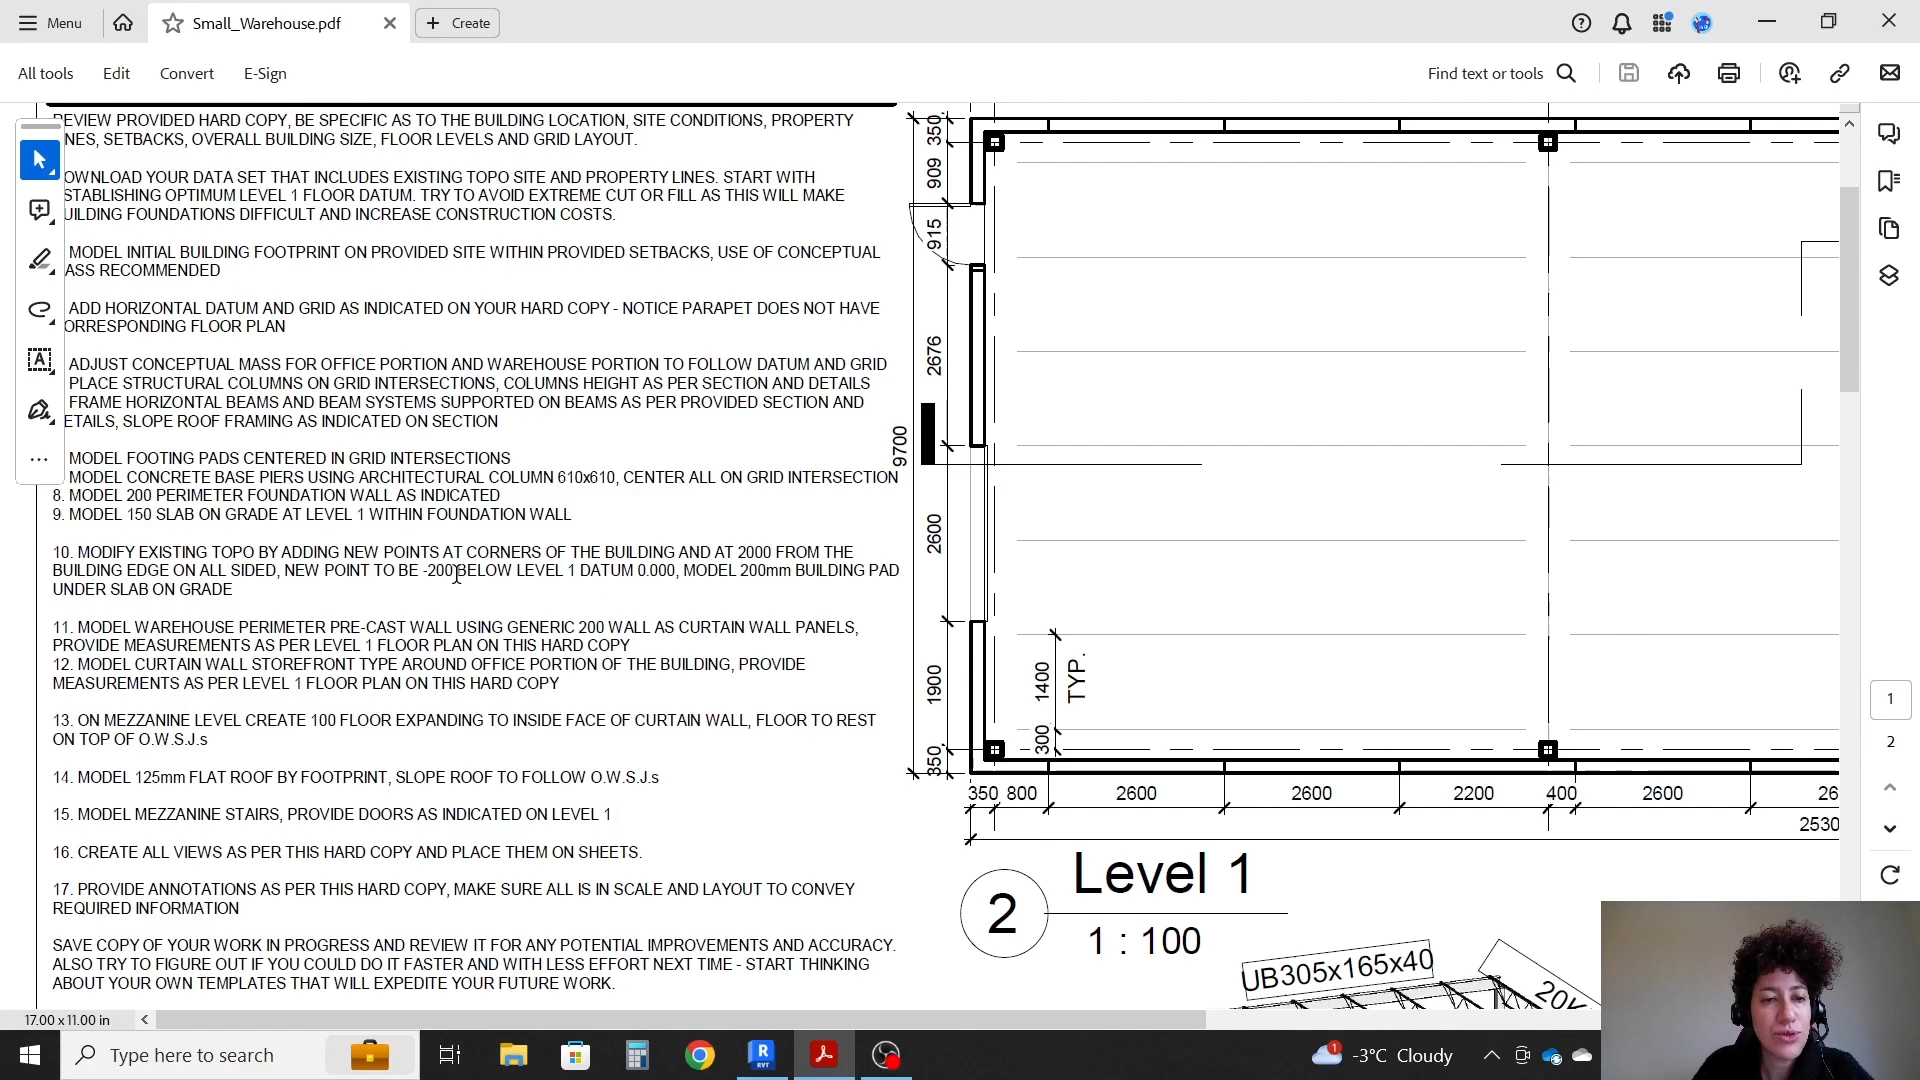 Menu
Small_Warehouse.pdf
Create
All tools
Edit
Convert
E-Sign
Find text or tools
REVIEW PROVIDED HARD COPY, BE SPECIFIC AS TO THE BUILDING LOCATION, SITE CONDITIONS, PROPERTY
NES, SETBACKS, OVERALL BUILDING SIZE, FLOOR LEVELS AND GRID LAYOUT.
OWNLOAD YOUR DATA SET THAT INCLUDES EXISTING TOPO SITE AND PROPERTY LINES. START WITH
STABLISHING OPTIMUM LEVEL 1 FLOOR DATUM. TRY TO AVOID EXTREME CUT OR FILL AS THIS WILL MAKE
UILDING FOUNDATIONS DIFFICULT AND INCREASE CONSTRUCTION COSTS.
MODEL INITIAL BUILDING FOOTPRINT ON PROVIDED SITE WITHIN PROVIDED SETBACKS, USE OF CONCEPTUAL
ASS RECOMMENDED
ADD HORIZONTAL DATUM AND GRID AS INDICATED ON YOUR HARD COPY - NOTICE PARAPET DOES NOT HAVE
ORRESPONDING FLOOR PLAN
ADJUST CONCEPTUAL MASS FOR OFFICE PORTION AND WAREHOUSE PORTION TO FOLLOW DATUM AND GRID
PLACE STRUCTURAL COLUMNS ON GRID INTERSECTIONS, COLUMNS HEIGHT AS PER SECTION AND DETAILS
FRAME HORIZONTAL BEAMS AND BEAM SYSTEMS SUPPORTED ON BEAMS AS PER PROVIDED SECTION AND
ETAILS, SLOPE ROOF FRAMING AS INDICATED ON SECTION
MODEL FOOTING PADS CENTERED IN GRID INTERSECTIONS
MODEL CONCRETE BASE PIERS USING ARCHITECTURAL COLUMN 610x610, CENTER ALL ON GRID INTERSECTION
8. MODEL 200 PERIMETER FOUNDATION WALL AS INDICATED
9. MODEL 150 SLAB ON GRADE AT LEVEL 1 WITHIN FOUNDATION WALL
10. MODIFY EXISTING TOPO BY ADDING NEW POINTS AT CORNERS OF THE BUILDING AND AT 2000 FROM THE
BUILDING EDGE ON ALL SIDED, NEW POINT TO BE -200 BELOW LEVEL 1 DATUM 0.000, MODEL 200mm BUILDING PAD
UNDER SLAB ON GRADE
11. MODEL WAREHOUSE PERIMETER PRE-CAST WALL USING GENERIC 200 WALL AS CURTAIN WALL PANELS,
PROVIDE MEASUREMENTS AS PER LEVEL 1 FLOOR PLAN ON THIS HARD COPY
12. MODEL CURTAIN WALL STOREFRONT TYPE AROUND OFFICE PORTION OF THE BUILDING, PROVIDE
MEASUREMENTS AS PER LEVEL 1 FLOOR PLAN ON THIS HARD COPY
13. ON MEZZANINE LEVEL CREATE 100 FLOOR EXPANDING TO INSIDE FACE OF CURTAIN WALL, FLOOR TO REST
ON TOP OF O.W.S.J.s
14. MODEL 125mm FLAT ROOF BY FOOTPRINT, SLOPE ROOF TO FOLLOW O.W.S.J.s
15. MODEL MEZZANINE STAIRS, PROVIDE DOORS AS INDICATED ON LEVEL 1
16. CREATE ALL VIEWS AS PER THIS HARD COPY AND PLACE THEM ON SHEETS.
17. PROVIDE ANNOTATIONS AS PER THIS HARD COPY, MAKE SURE ALL IS IN SCALE AND LAYOUT TO CONVEY
REQUIRED INFORMATION
SAVE COPY OF YOUR WORK IN PROGRESS AND REVIEW IT FOR ANY POTENTIAL IMPROVEMENTS AND ACCURACY.
ALSO TRY TO FIGURE OUT IF YOU COULD DO IT FASTER AND WITH LESS EFFORT NEXT TIME - START THINKING
ABOUT YOUR OWN TEMPLATES THAT WILL EXPEDITE YOUR FUTURE WORK.
350
909
915
2676
9700
2600
1900
350
1400
TYP.
300
350 800 2600 2600 2200 400 2600 26
2530
2
Level 1
1 : 100
UB305x165x40
20K
1
2
17.00 x 11.00 in
Type here to search
R
RVT
1
-3°C Cloudy